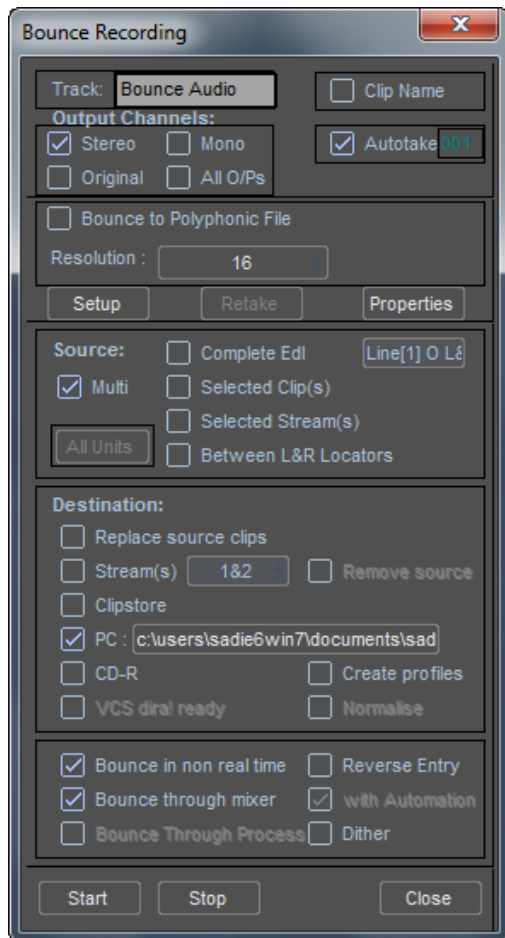 Bounce Recording
Track: Bounce Audio
Clip Name
Output Channels:
Stereo Mono
Autotake 001
Original All O/Ps
Bounce to Polyphonic File
Resolution : 16
Setup Retake Properties
Source: Complete Edl Line[1] O L&
Multi Selected Clip(s)
Selected Stream(s)
All Units
Between L&R Locators
Destination:
Replace source clips
Stream(s) 1&2 Remove source
Clipstore
PC : c:\users\sadie6win7\documents\sad
CD-R Create profiles
VCS dira! ready Normalise
Bounce in non real time Reverse Entry
Bounce through mixer with Automation
Bounce Through Process Dither
Start Stop Close